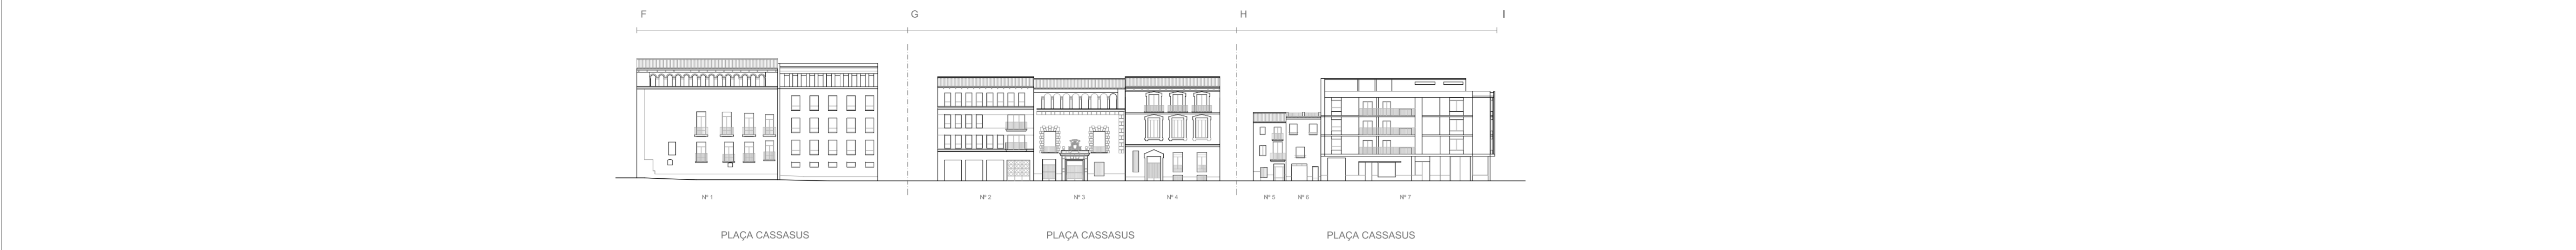 F G H I
Nº 1 Nº 2 Nº 3 Nº 4 Nº 5 Nº 6 Nº 7
PLAÇA CASSASUS PLAÇA CASSASUS PLAÇA CASSASUS